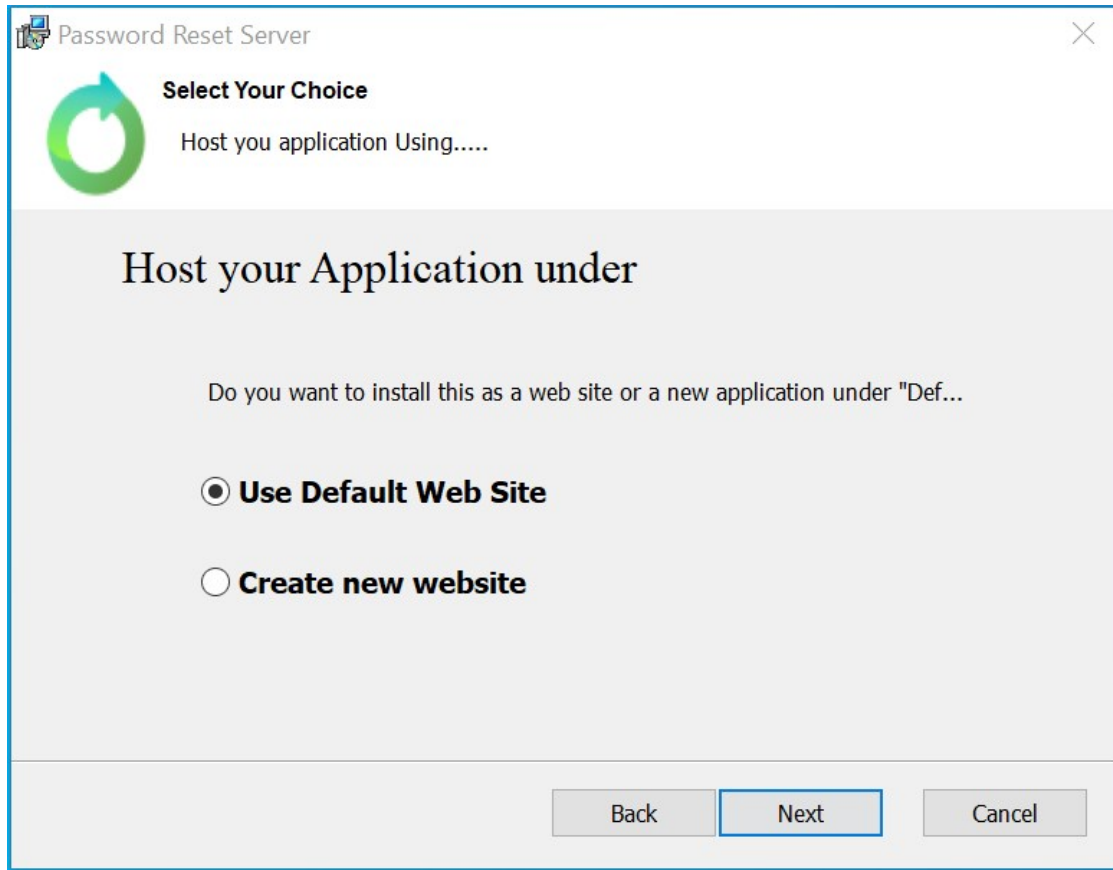 Password Reset Server
Select Your Choice
Host you application Using.....
Host your Application under
Do you want to install this as a web site or a new application under "Def...
Use Default Web Site
Create new website
Back Next Cancel